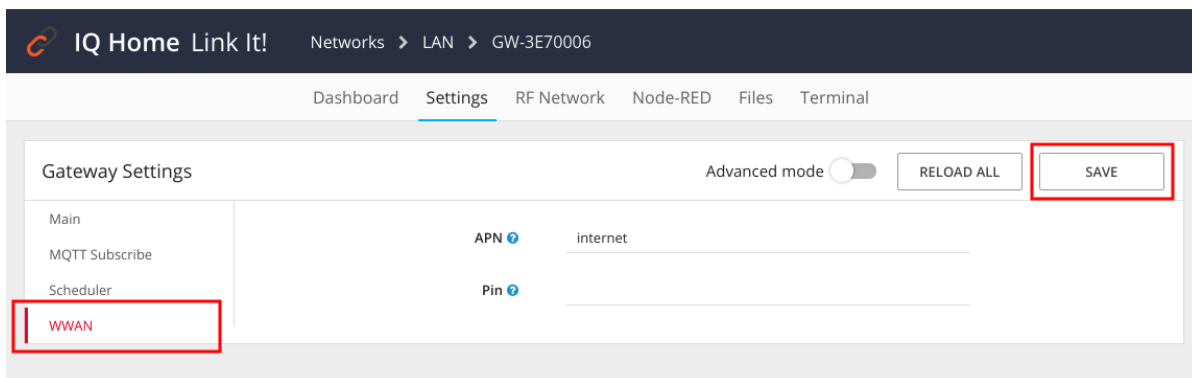 IQ Home Link It! Networks > LAN > GW-3E70006
Dashboard Settings RF Network Node-RED Files Terminal
Gateway Settings Advanced mode RELOAD ALL SAVE
Main
MQTT Subscribe
Scheduler
WWAN
APN ? internet
Pin ?